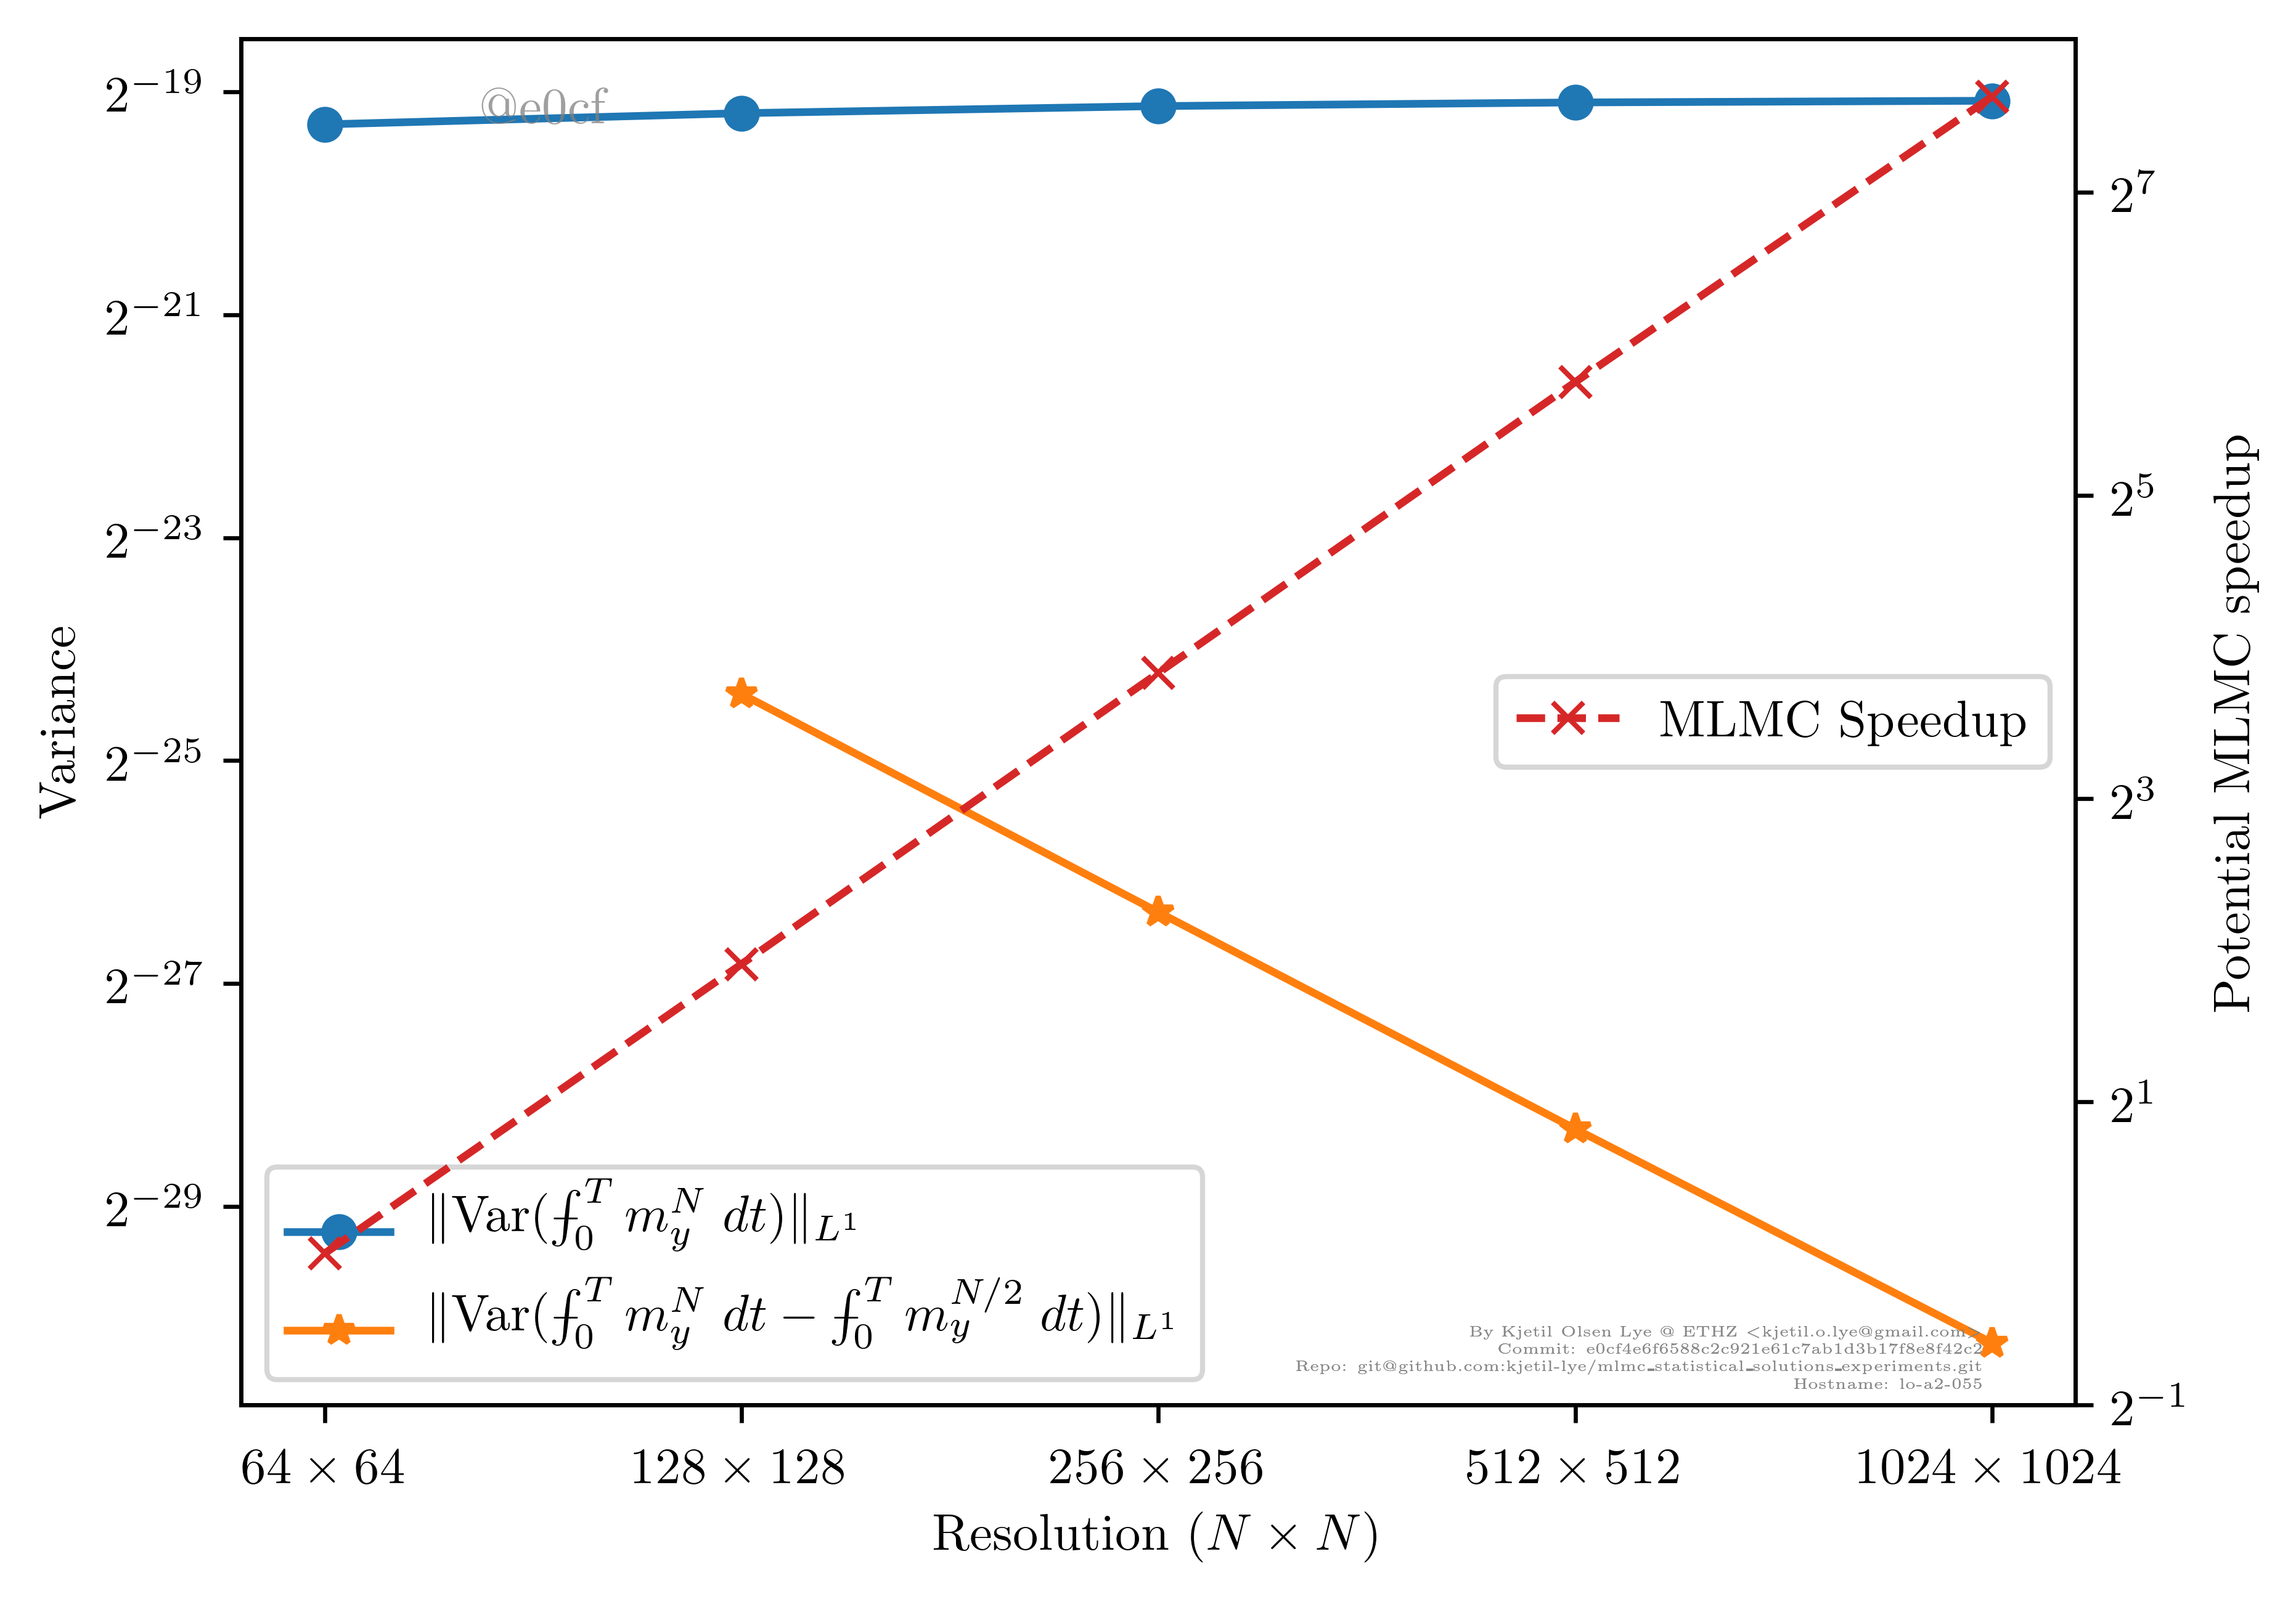 @e0cf
2^{-19}
2^{-21}
2^{-23}
2^{-25}
2^{-27}
2^{-29}
Variance
2^7
2^5
2^3
2^1
2^{-1}
Potential MLMC speedup
MLMC Speedup
‖Var(⨍_0^T m_y^N dt)‖_{L^1}
‖Var(⨍_0^T m_y^N dt − ⨍_0^T m_y^{N/2} dt)‖_{L^1}
By Kjetil Olsen Lye @ ETHZ <kjetil.o.lye@gmail.com>
Commit: e0cf4e6f6588c2c921e61c7ab1d3b17f8e8f42c2
Repo: git@github.com:kjetil-lye/mlmc_statistical_solutions_experiments.git
Hostname: lo-a2-055
64 × 64
128 × 128
256 × 256
512 × 512
1024 × 1024
Resolution (N × N)